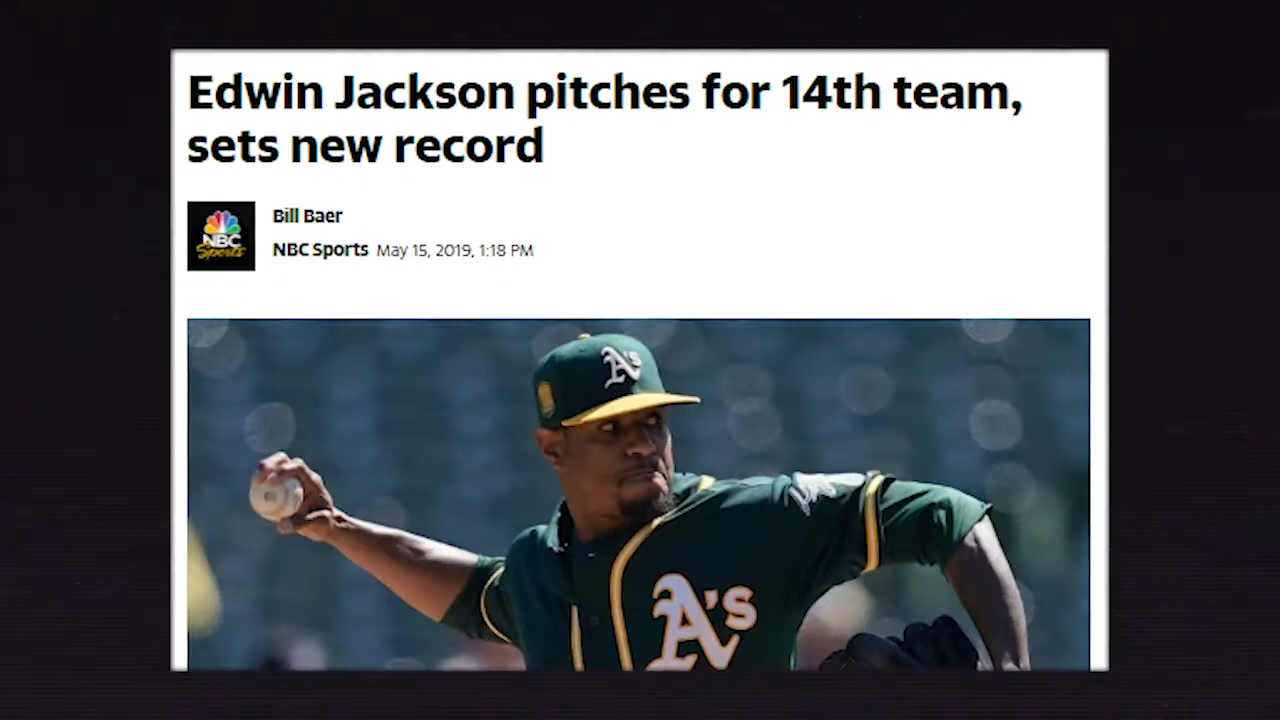 Edwin Jackson pitches for 14th team,
sets new record
NBC
Sports
Bill Baer
NBC Sports May 15, 2019, 1:18 PM
A's
A's